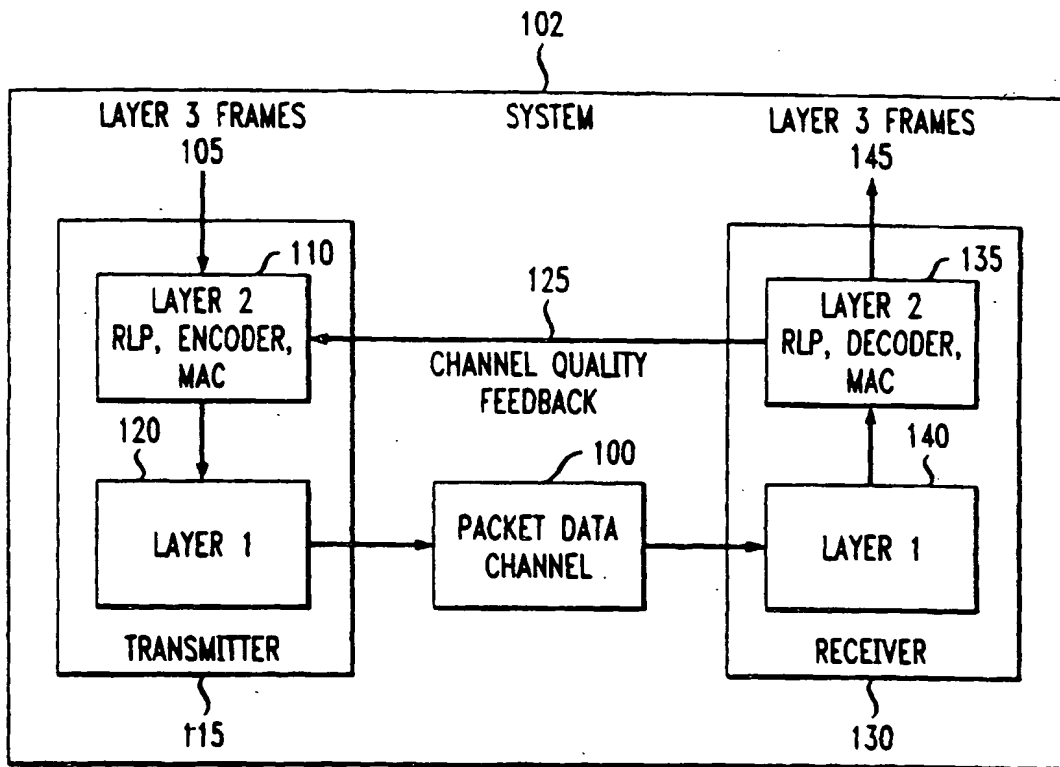 102
LAYER 3 FRAMES
105
SYSTEM
LAYER 3 FRAMES
145
110
LAYER 2
RLP, ENCODER,
MAC
125
CHANNEL QUALITY
FEEDBACK
135
LAYER 2
RLP, DECODER,
MAC
120
LAYER 1
100
PACKET DATA
CHANNEL
140
LAYER 1
TRANSMITTER
115
RECEIVER
130